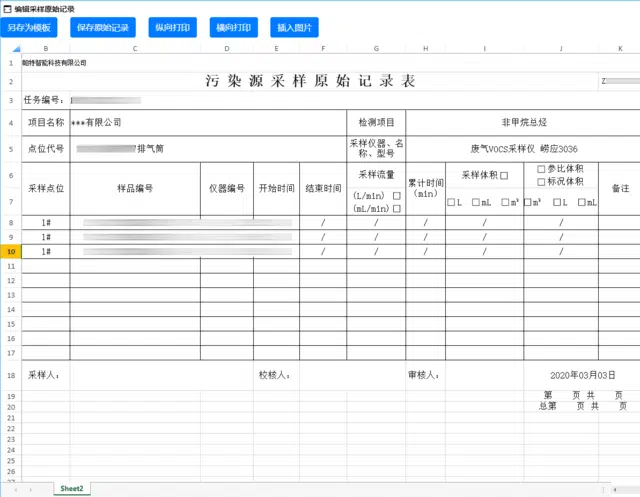 编辑采样原始记录
另存为模板 保存原始记录 纵向打印 横向打印 插入图片
B C D E F G H I J K
1 帕特智能科技有限公司
2 污染源采样原始记录表
3 任务编号:
4 项目名称 ***有限公司 检测项目 非甲烷总烃
5 点位代号 排气筒 采样仪器、名称、型号 废气VOCS采样仪 崂应3036
6 采样点位 样品编号 仪器编号 开始时间 结束时间 采样流量 累计时间(min) 采样体积□ □参比体积 □标况体积 备注
7 (L/min) □ (mL/min) □ □ L □ mL □ m³ □ m³ □ L □ mL
8 1# / / / / /
9 1# / / / / /
10 1# / / / / /
11
12
13
14
15
16
17
18 采样人: 校核人: 审核人: 2020年03月03日
19 第 页 共 页
20 总第 页 共 页
21
22
23
24
25
26
Sheet2